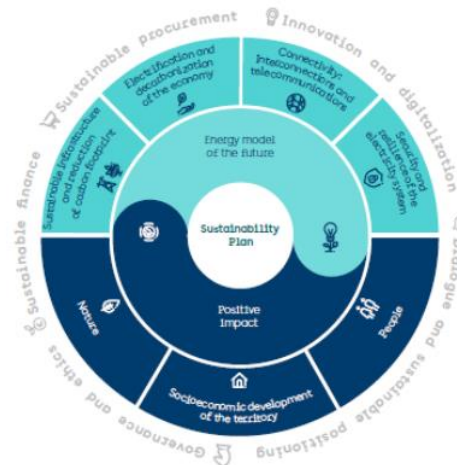 Sustainable procurement
Innovation and digitalization
Dialogue and sustainable positioning
Governance and ethics
Sustainable finance
Sustainable infrastructure
and reduction
of carbon footprint
Electrification and
decarbonization
of the economy
Connectivity:
Interconnections and
telecommunications
Security and
resilience of the
electricity system
Energy model
of the future
Sustainability
Plan
Positive
impact
Nature
Socioeconomic development
of the territory
People